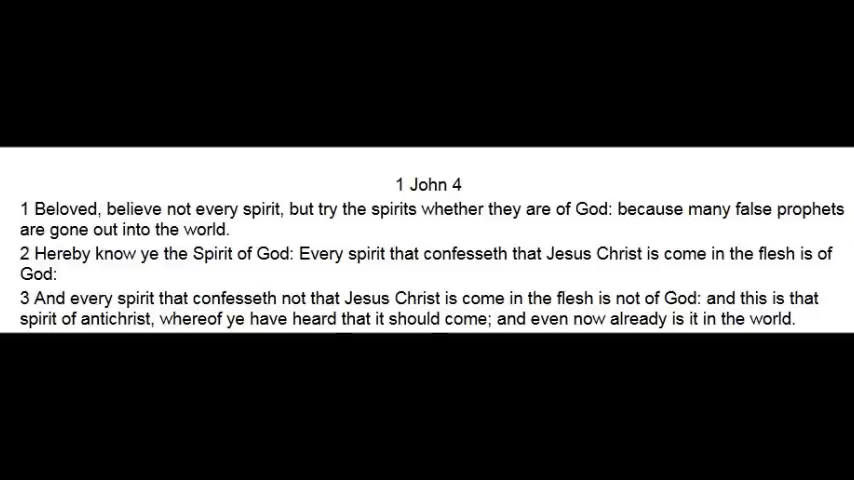 1 John 4
1 Beloved, believe not every spirit, but try the spirits whether they are of God: because many false prophets
are gone out into the world.
2 Hereby know ye the Spirit of God: Every spirit that confesseth that Jesus Christ is come in the flesh is of
God:
3 And every spirit that confesseth not that Jesus Christ is come in the flesh is not of God: and this is that
spirit of antichrist, whereof ye have heard that it should come; and even now already is it in the world.